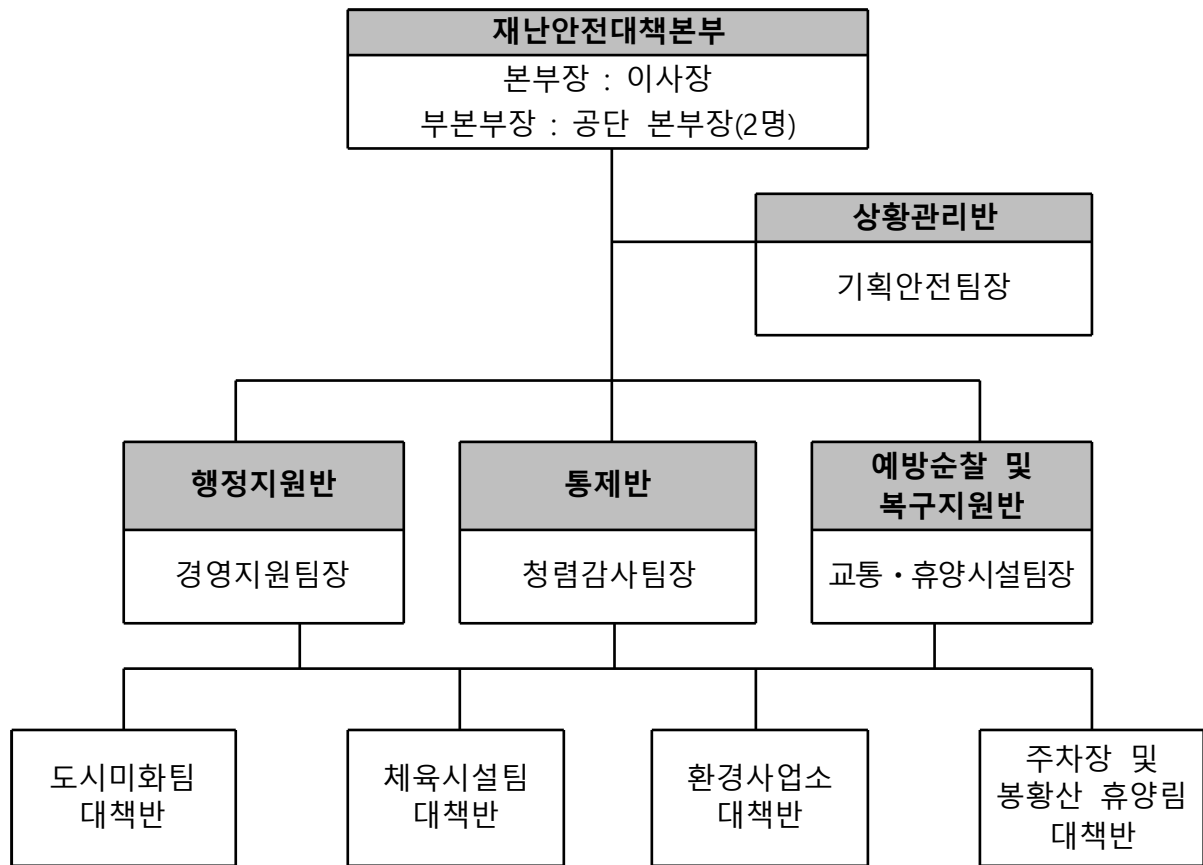 재난안전대책본부
본부장 : 이사장
부본부장 : 공단 본부장(2명)
상황관리반
기획안전팀장
행정지원반
경영지원팀장
통제반
청렴감사팀장
예방순찰 및
복구지원반
교통・휴양시설팀장
도시미화팀
대책반
체육시설팀
대책반
환경사업소
대책반
주차장 및
봉황산 휴양림
대책반